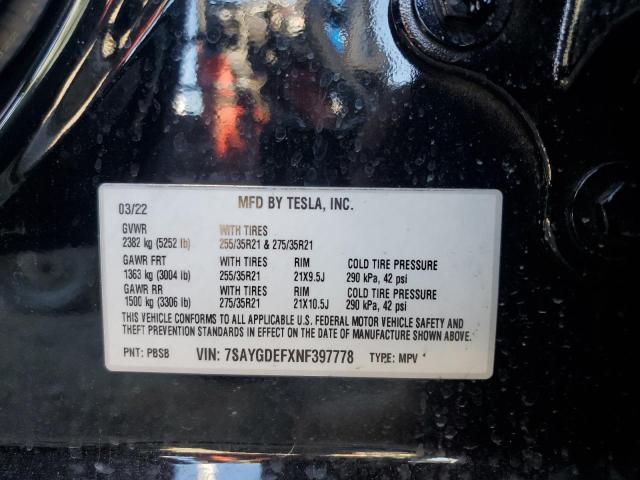 MFD BY TESLA, INC.
03/22
GVWR WITH TIRES
2382 kg (5252 lb) 255/35R21 & 275/35R21
GAWR FRT WITH TIRES RIM COLD TIRE PRESSURE
1363 kg (3004 lb) 255/35R21 21X9.5J 290 kPa, 42 psi
GAWR RR WITH TIRES RIM COLD TIRE PRESSURE
1500 kg (3306 lb) 275/35R21 21X10.5J 290 kPa, 42 psi
THIS VEHICLE CONFORMS TO ALL APPLICABLE U.S. FEDERAL MOTOR VEHICLE SAFETY AND
THEFT PREVENTION STANDARDS IN EFFECT ON THE DATE OF MANUFACTURE SHOWN ABOVE.
PNT: PBSB VIN: 7SAYGDEFXNF397778 TYPE: MPV